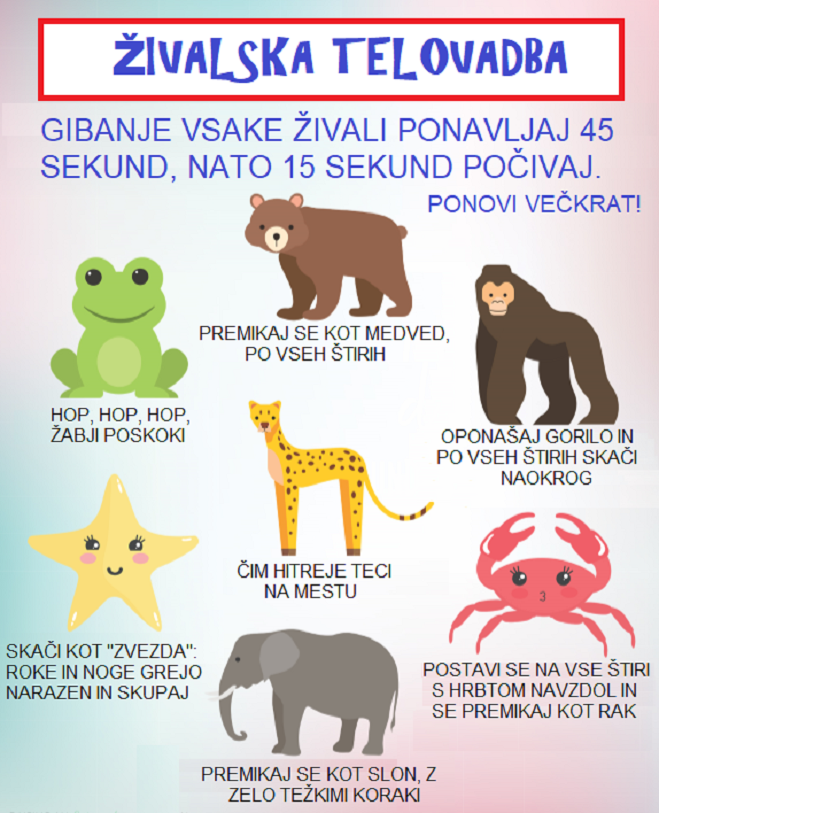 ŽIVALSKA TELOVADBA
GIBANJE VSAKE ŽIVALI PONAVLJAJ 45
SEKUND, NATO 15 SEKUND POČIVAJ.
PONOVI VEČKRAT!
PREMIKAJ SE KOT MEDVED,
PO VSEH ŠTIRIH
HOP, HOP, HOP,
ŽABJI POSKOKI
OPONAŠAJ GORILO IN
PO VSEH ŠTIRIH SKAČI
NAOKROG
ČIM HITREJE TECI
NA MESTU
SKAČI KOT "ZVEZDA":
ROKE IN NOGE GREJO
NARAZEN IN SKUPAJ
POSTAVI SE NA VSE ŠTIRI
S HRBTOM NAVZDOL IN
SE PREMIKAJ KOT RAK
PREMIKAJ SE KOT SLON, Z
ZELO TEŽKIMI KORAKI